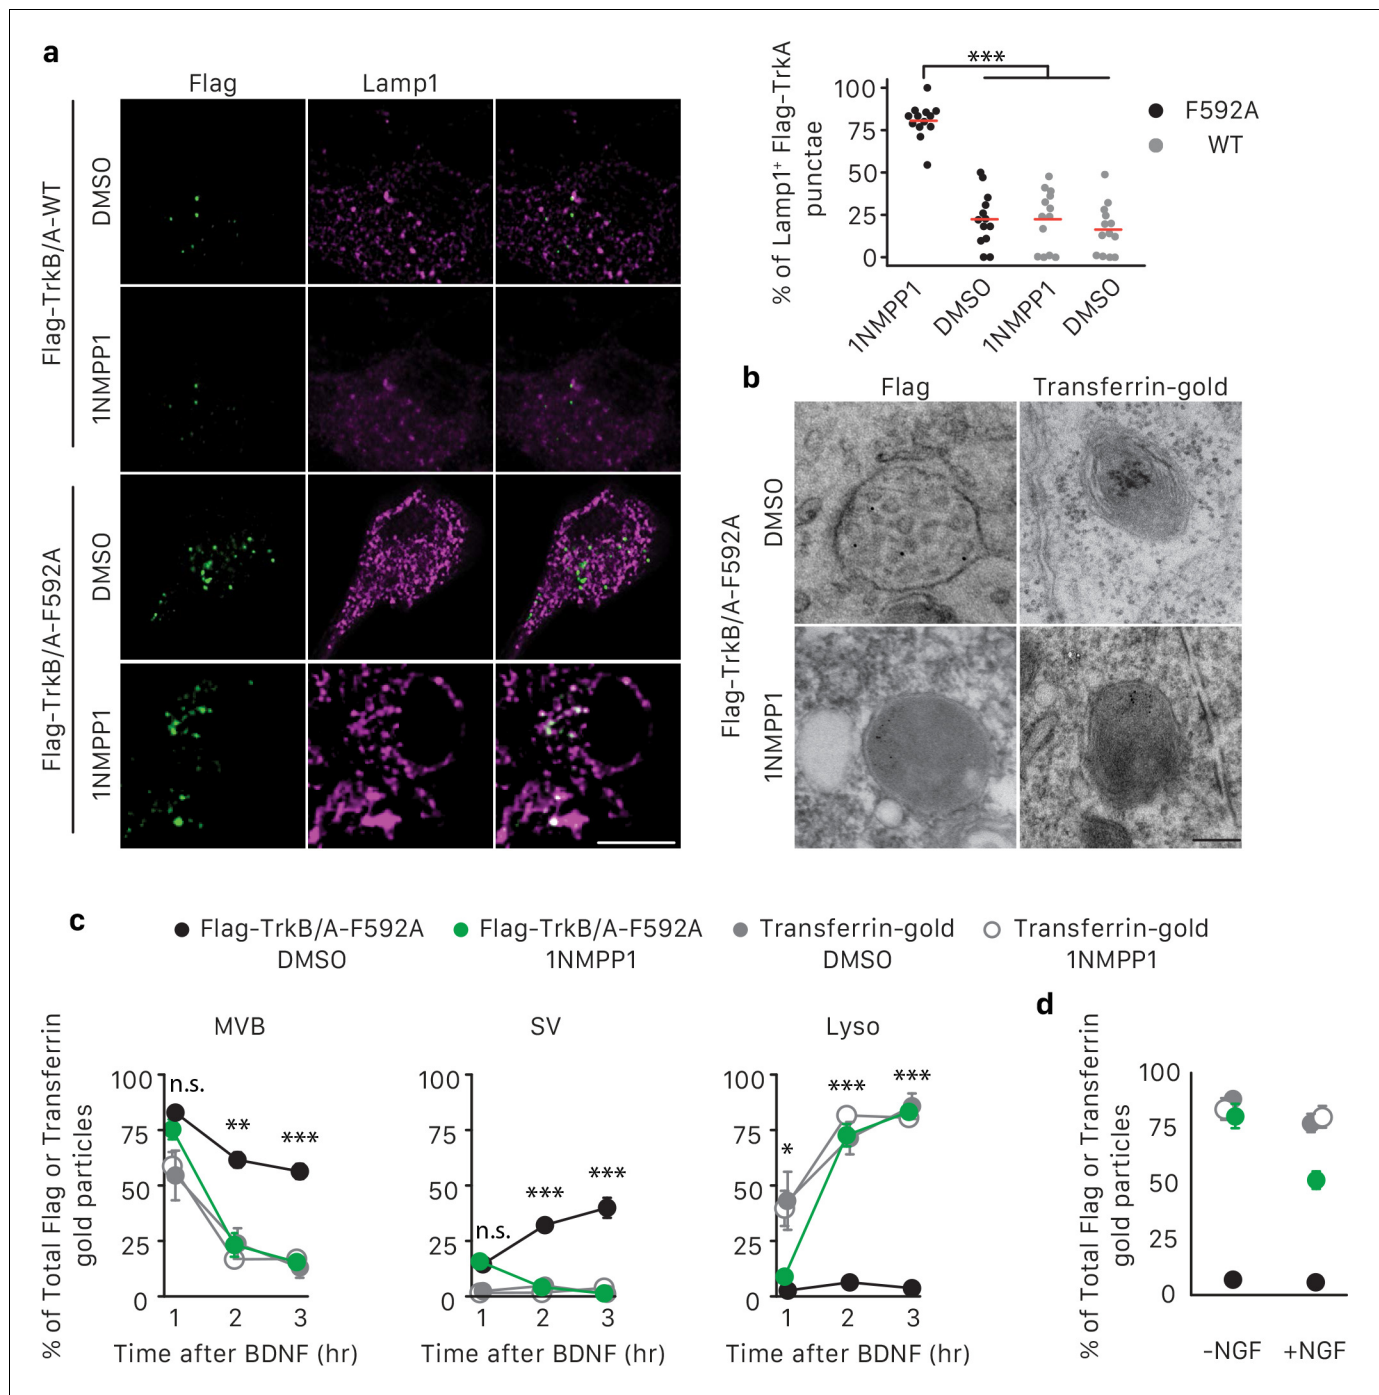 a
Flag
Lamp1
Flag-TrkB/A-WT
DMSO
1NMPP1
Flag-TrkB/A-F592A
DMSO
1NMPP1
% of Lamp1+ Flag-TrkA
punctae
100
75
50
25
0
***
F592A
WT
1NMPP1
DMSO
1NMPP1
DMSO
b
Flag
Transferrin-gold
Flag-TrkB/A-F592A
DMSO
1NMPP1
c
Flag-TrkB/A-F592A
DMSO
Flag-TrkB/A-F592A
1NMPP1
Transferrin-gold
DMSO
Transferrin-gold
1NMPP1
% of Total Flag or Transferrin
gold particles
MVB
100
75
50
25
0
n.s.
**
***
1 2 3
Time after BDNF (hr)
SV
100
75
50
25
0
n.s.
***
***
1 2 3
Time after BDNF (hr)
Lyso
100
75
50
25
0
*
***
***
1 2 3
Time after BDNF (hr)
d
% of Total Flag or Transferrin
gold particles
100
75
50
25
0
-NGF +NGF